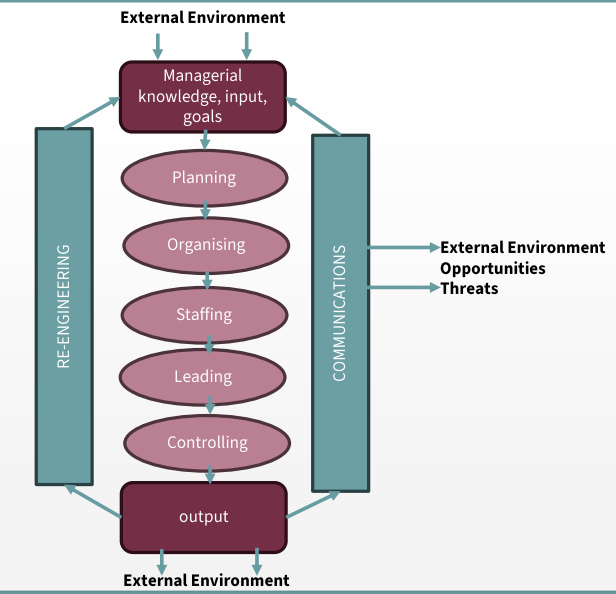 External Environment
Managerial
knowledge, input,
goals
Planning
Organising
Staffing
Leading
Controlling
output
RE-ENGINEERING
COMMUNICATIONS
External Environment
Opportunities
Threats
External Environment